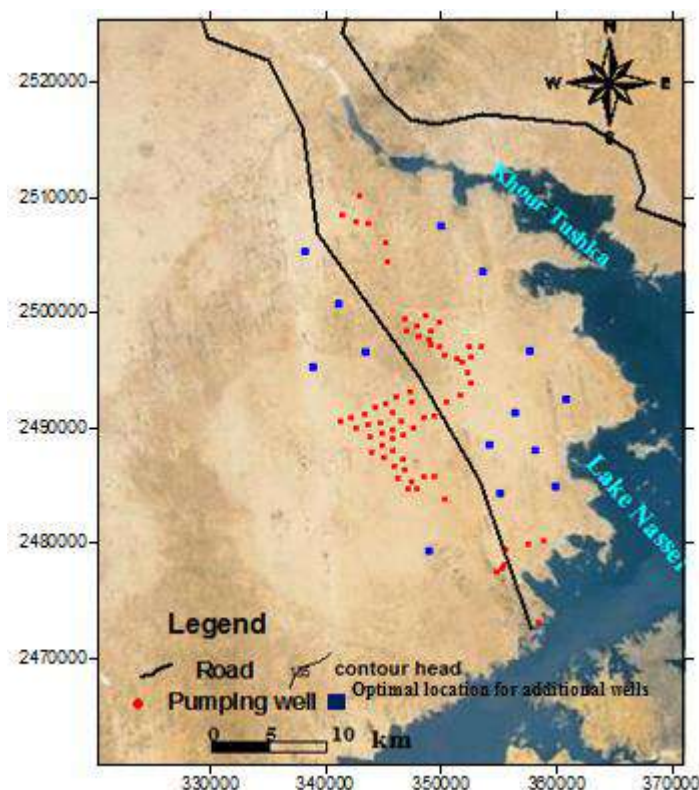 N
W E
S
2520000
2510000
2500000
2490000
2480000
2470000
Khour Tushka
Lake Nasser
Legend
Road
contour head
Pumping well
Optimal location for additional wells
0 5 10 km
330000 340000 350000 360000 370000